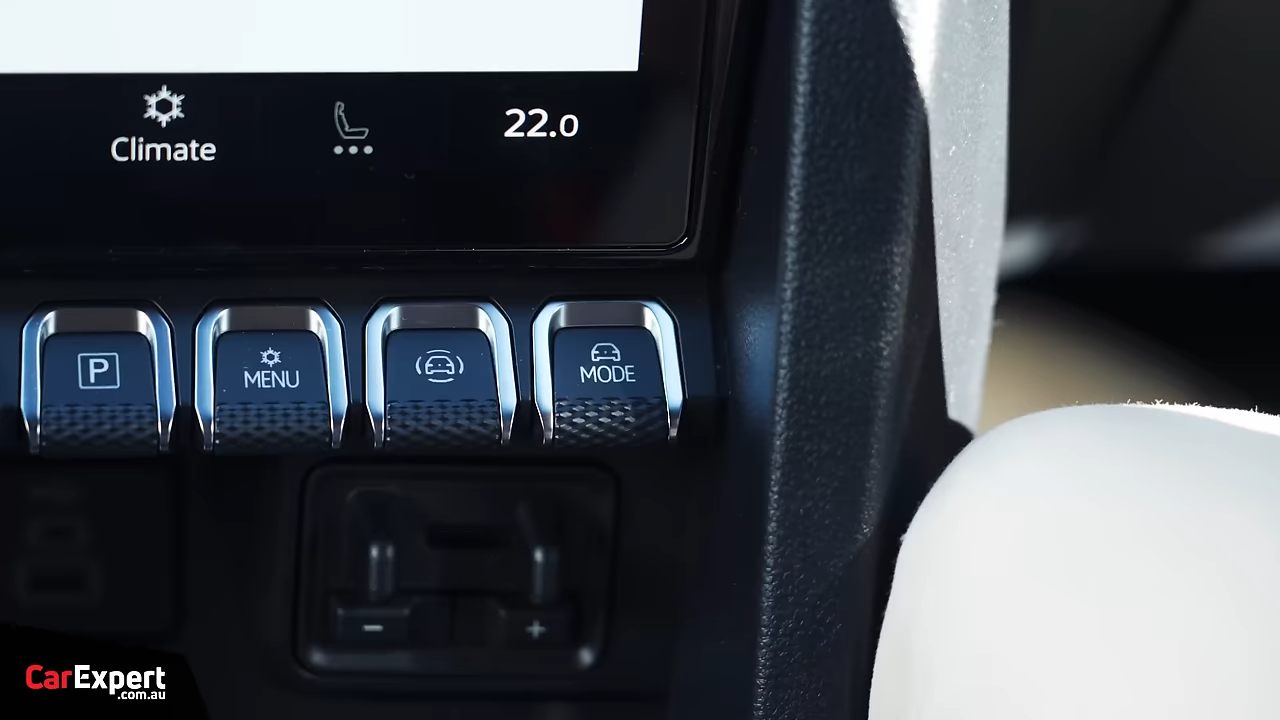 Climate
22.0
P
MENU
MODE
- +
CarExpert
.com.au